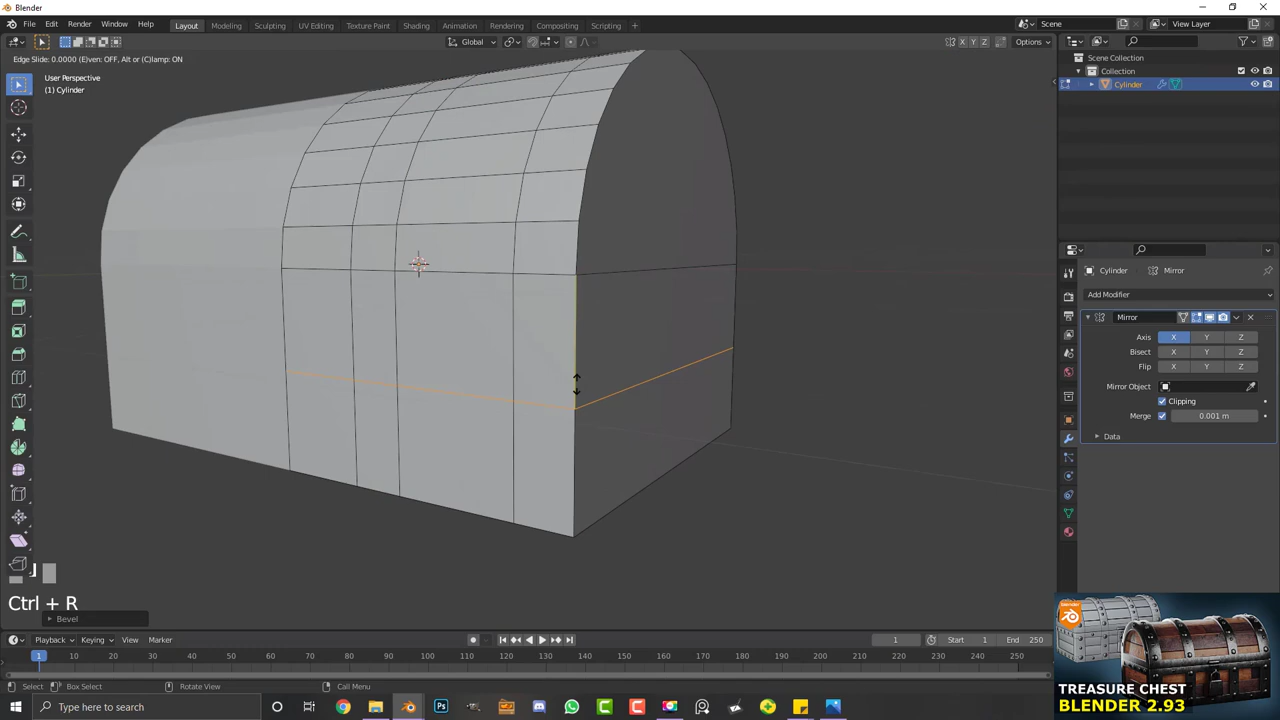 Blender
File Edit Render Window Help
Layout Modeling Sculpting UV Editing Texture Paint Shading Animation Rendering Compositing Scripting +
Scene
View Layer
Global
X Y Z
Options
Edge Slide: 0.0000 (E)ven: OFF, Alt or (C)lamp: ON
User Perspective
(1) Cylinder
Scene Collection
Collection
Cylinder
Cylinder Mirror
Add Modifier
Mirror
Axis X Y Z
Bisect X Y Z
Flip X Y Z
Mirror Object
Clipping
Merge 0.001 m
Data
J
Ctrl + R
Bevel
Playback Keying View Marker
1 Start 1 End 250
1 10 20 30 40 50 60 70 80 90 100 110 120 130 140 150 160 170 180 190 200 210 220 230 240 250
Select Box Select Rotate View Call Menu
Type here to search
TREASURE CHEST
BLENDER 2.93